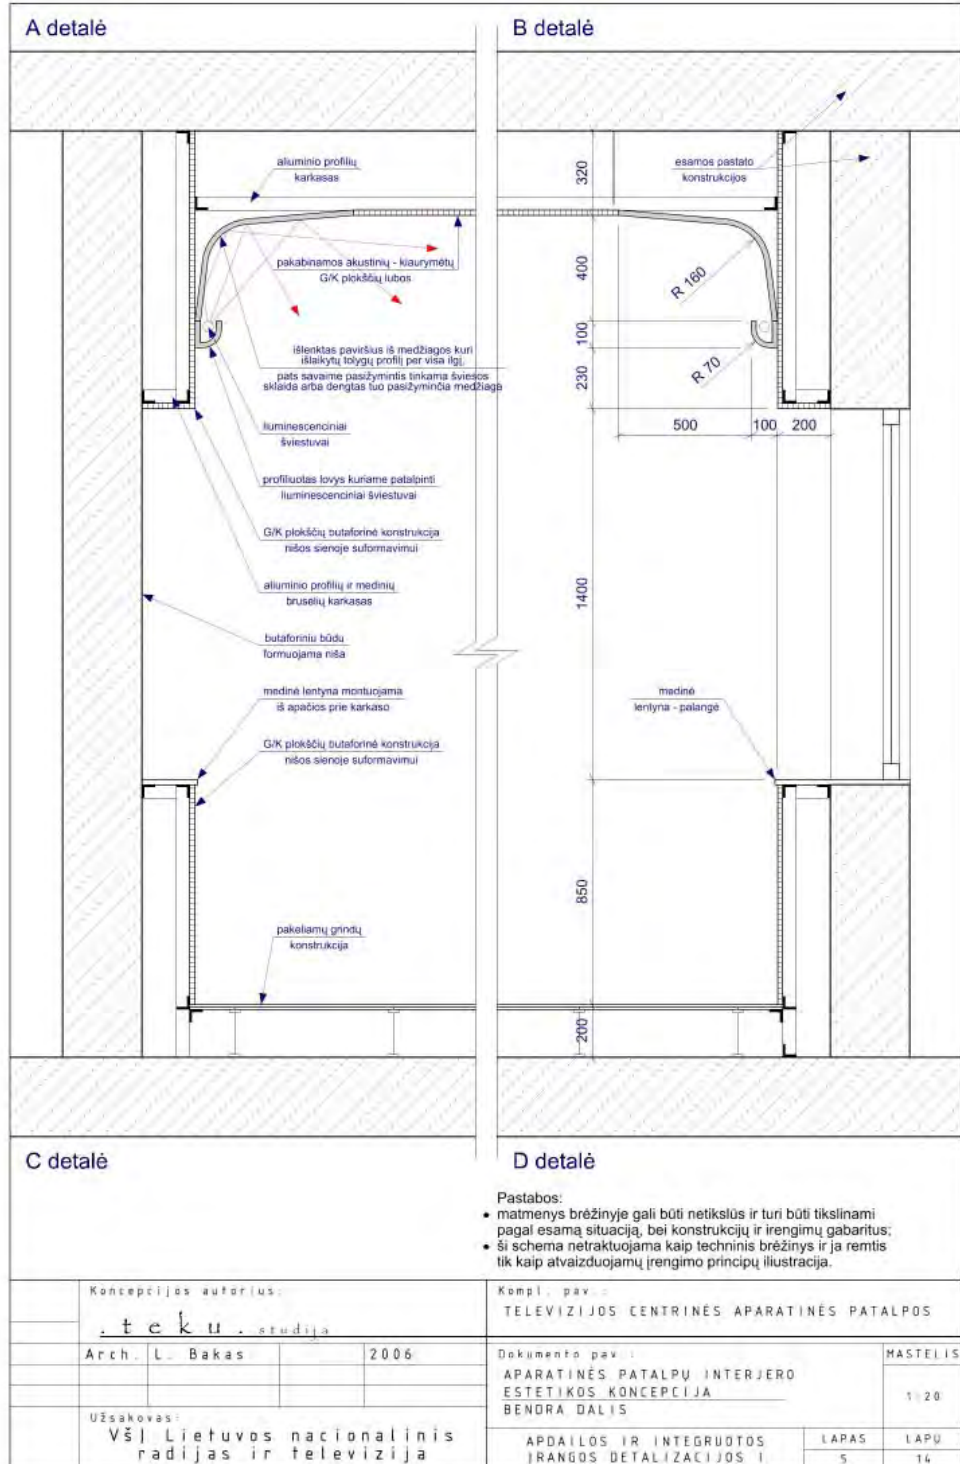 A detalė
B detalė
aliuminio profilių
karkasas
esamos pastato
konstrukcijos
320
pakabinamos akustinių - kiaurymėtų
G/K plokščių lubos
400
R 160
100
R 70
230
išlenktas paviršius iš medžiagos kuri
išlaikytų tolygų profilį per visa ilgį,
pats savaime pasižymintis tinkama šviesos
sklaida arba dengtas tuo pasižyminčia medžiaga
500
100
200
liuminescenciniai
šviestuvai
profiliuotas lovys kuriame patalpinti
liuminescenciniai šviestuvai
G/K plokščių butaforinė konstrukcija
nišos sienoje suformavimui
aliuminio profilių ir medinių
bruselių karkasas
1400
butaforiniu būdu
formuojama niša
medinė lentyna montuojama
iš apačios prie karkaso
medinė
lentyna - palangė
G/K plokščių butaforinė konstrukcija
nišos sienoje suformavimui
850
pakeliamų grindų
konstrukcija
200
C detalė
D detalė
Pastabos:
• matmenys brėžinyje gali būti netikslūs ir turi būti tikslinami
pagal esamą situaciją, bei konstrukcijų ir irengimų gabaritus;
• ši schema netraktuojama kaip techninis brėžinys ir ja remtis
tik kaip atvaizduojamų įrengimo principų iliustracija.
Koncepcijos autorius:
.teku. studija
Arch. L. Bakas 2006
Užsakovas:
VšĮ Lietuvos nacionalinis
radijas ir televizija
Kompl. pav.:
TELEVIZIJOS CENTRINĖS APARATINĖS PATALPOS
Dokumento pav.:
MASTELIS
APARATINĖS PATALPŲ INTERJERO
ESTETIKOS KONCEPCIJA
BENDRA DALIS
1:20
APDAILOS IR INTEGRUOTOS
ĮRANGOS DETALIZACIJOS I
LAPAS
LAPŲ
5
14